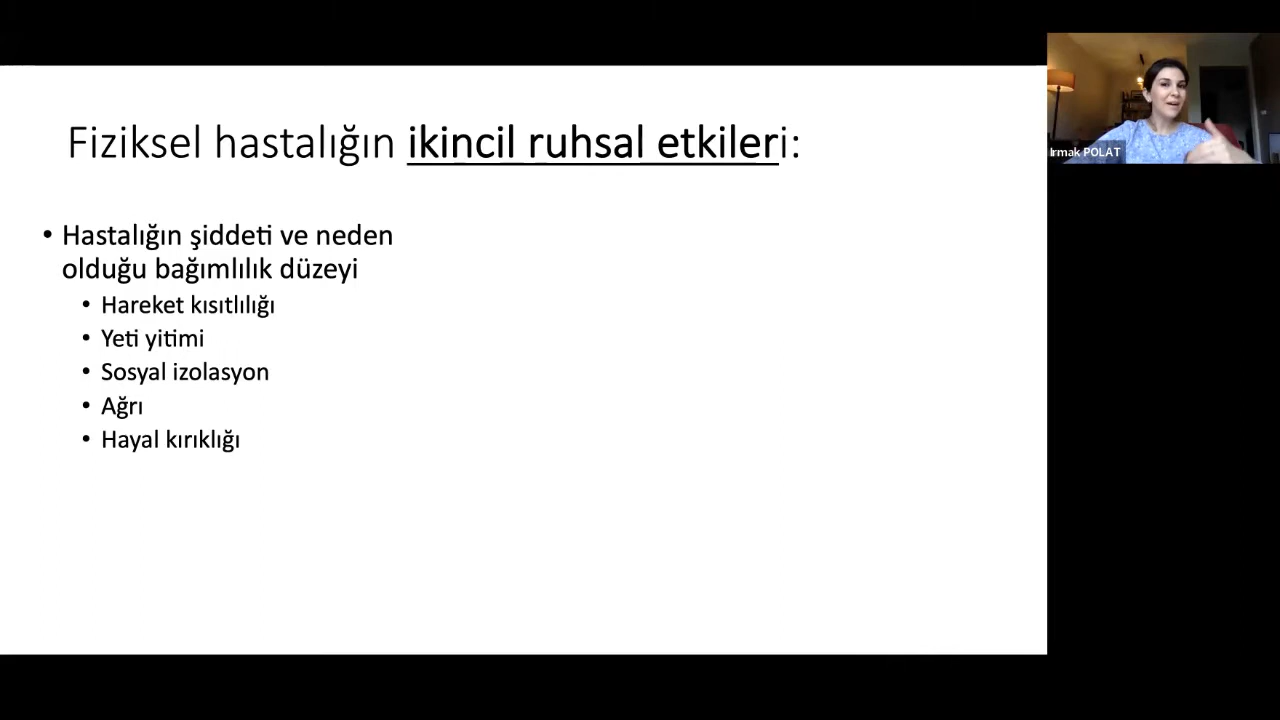 Fiziksel hastalığın ikincil ruhsal etkileri:
• Hastalığın şiddeti ve neden
olduğu bağımlılık düzeyi
• Hareket kısıtlılığı
• Yeti yitimi
• Sosyal izolasyon
• Ağrı
• Hayal kırıklığı
Irmak POLAT